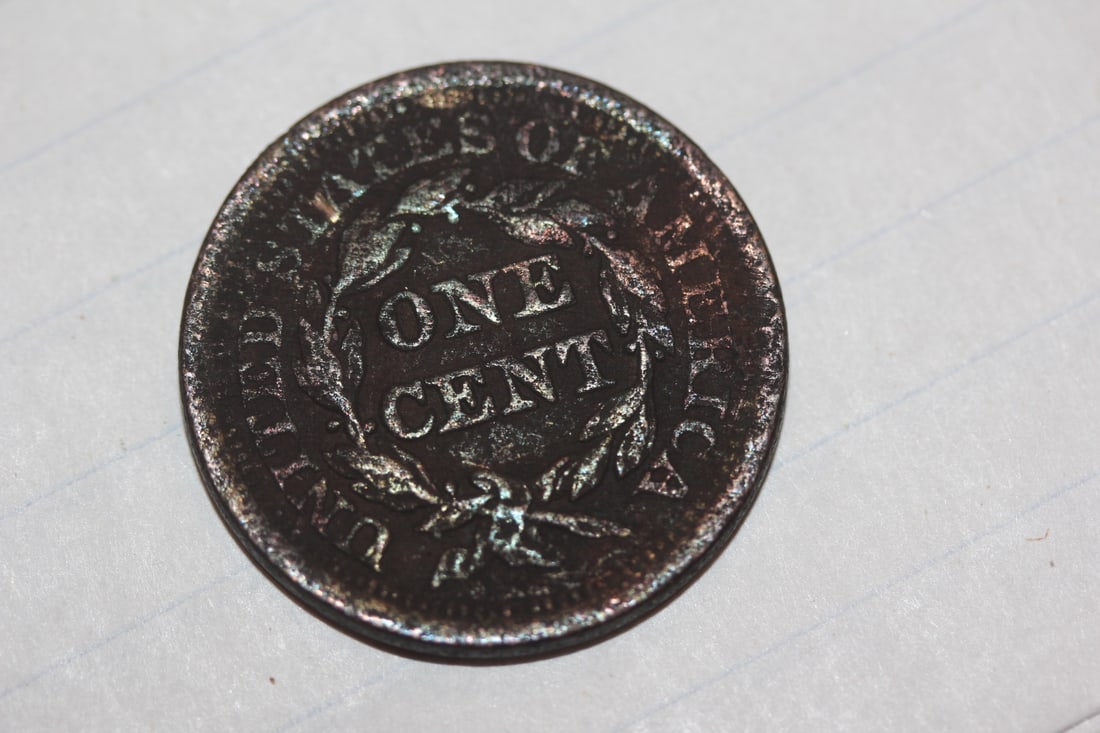 UNITED STATES OF AMERICA
ONE
CENT